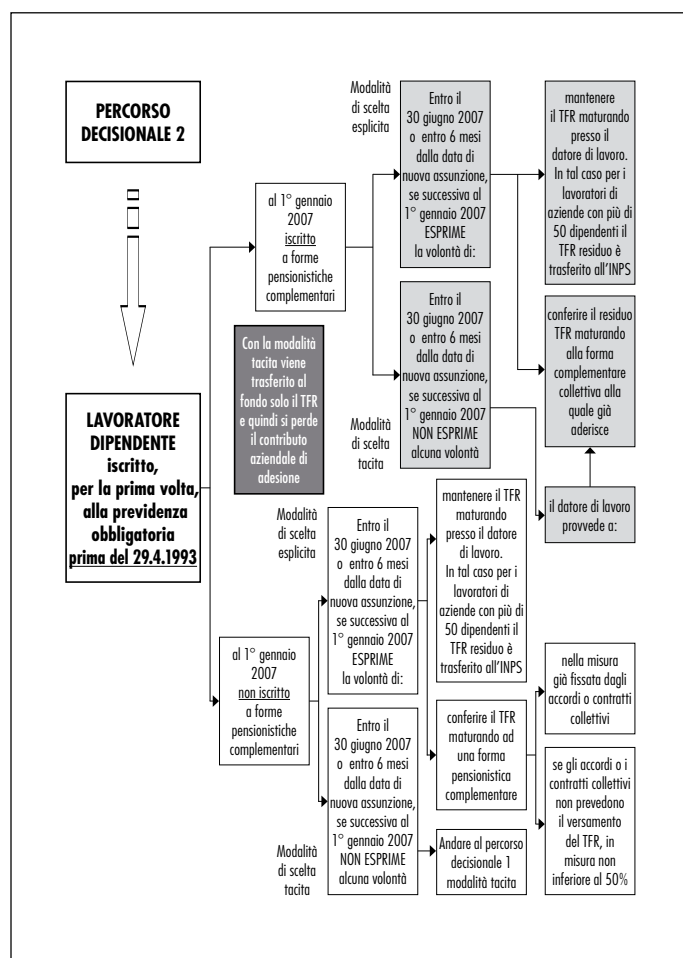 PERCORSO
DECISIONALE 2
LAVORATORE
DIPENDENTE
iscritto,
per la prima volta,
alla previdenza
obbligatoria
prima del 29.4.1993
al 1° gennaio
2007
iscritto
a forme
pensionistiche
complementari
Con la modalità
tacita viene
trasferito al
fondo solo il TFR
e quindi si perde
il contributo
aziendale di
adesione
Modalità
di scelta
esplicita
Entro il
30 giugno 2007
o entro 6 mesi
dalla data di
nuova assunzione,
se successiva al
1° gennaio 2007
ESPRIME
la volontà di:
mantenere
il TFR maturando
presso il
datore di lavoro.
In tal caso per i
lavoratori di
aziende con più di
50 dipendenti il
TFR residuo è
trasferito all'INPS
conferire il residuo
TFR maturando
alla forma
complementare
collettiva alla
quale già
aderisce
Modalità
di scelta
tacita
Entro il
30 giugno 2007
o entro 6 mesi
dalla data di
nuova assunzione,
se successiva al
1° gennaio 2007
NON ESPRIME
alcuna volontà
il datore di lavoro
provvede a:
al 1° gennaio
2007
non iscritto
a forme
pensionistiche
complementari
Modalità
di scelta
esplicita
Entro il
30 giugno 2007
o entro 6 mesi
dalla data di
nuova assunzione,
se successiva al
1° gennaio 2007
ESPRIME
la volontà di:
mantenere il TFR
maturando
presso il datore
di lavoro.
In tal caso per i
lavoratori di
aziende con più di
50 dipendenti il
TFR residuo è
trasferito all'INPS
conferire il TFR
maturando ad
una forma
pensionistica
complementare
nella misura
già fissata dagli
accordi o contratti
collettivi
se gli accordi o i
contratti collettivi
non prevedono
il versamento
del TFR, in
misura non
inferiore al 50%
Modalità
di scelta
tacita
Entro il
30 giugno 2007
o entro 6 mesi
dalla data di
nuova assunzione,
se successiva al
1° gennaio 2007
NON ESPRIME
alcuna volontà
Andare al percorso
decisionale 1
modalità tacita